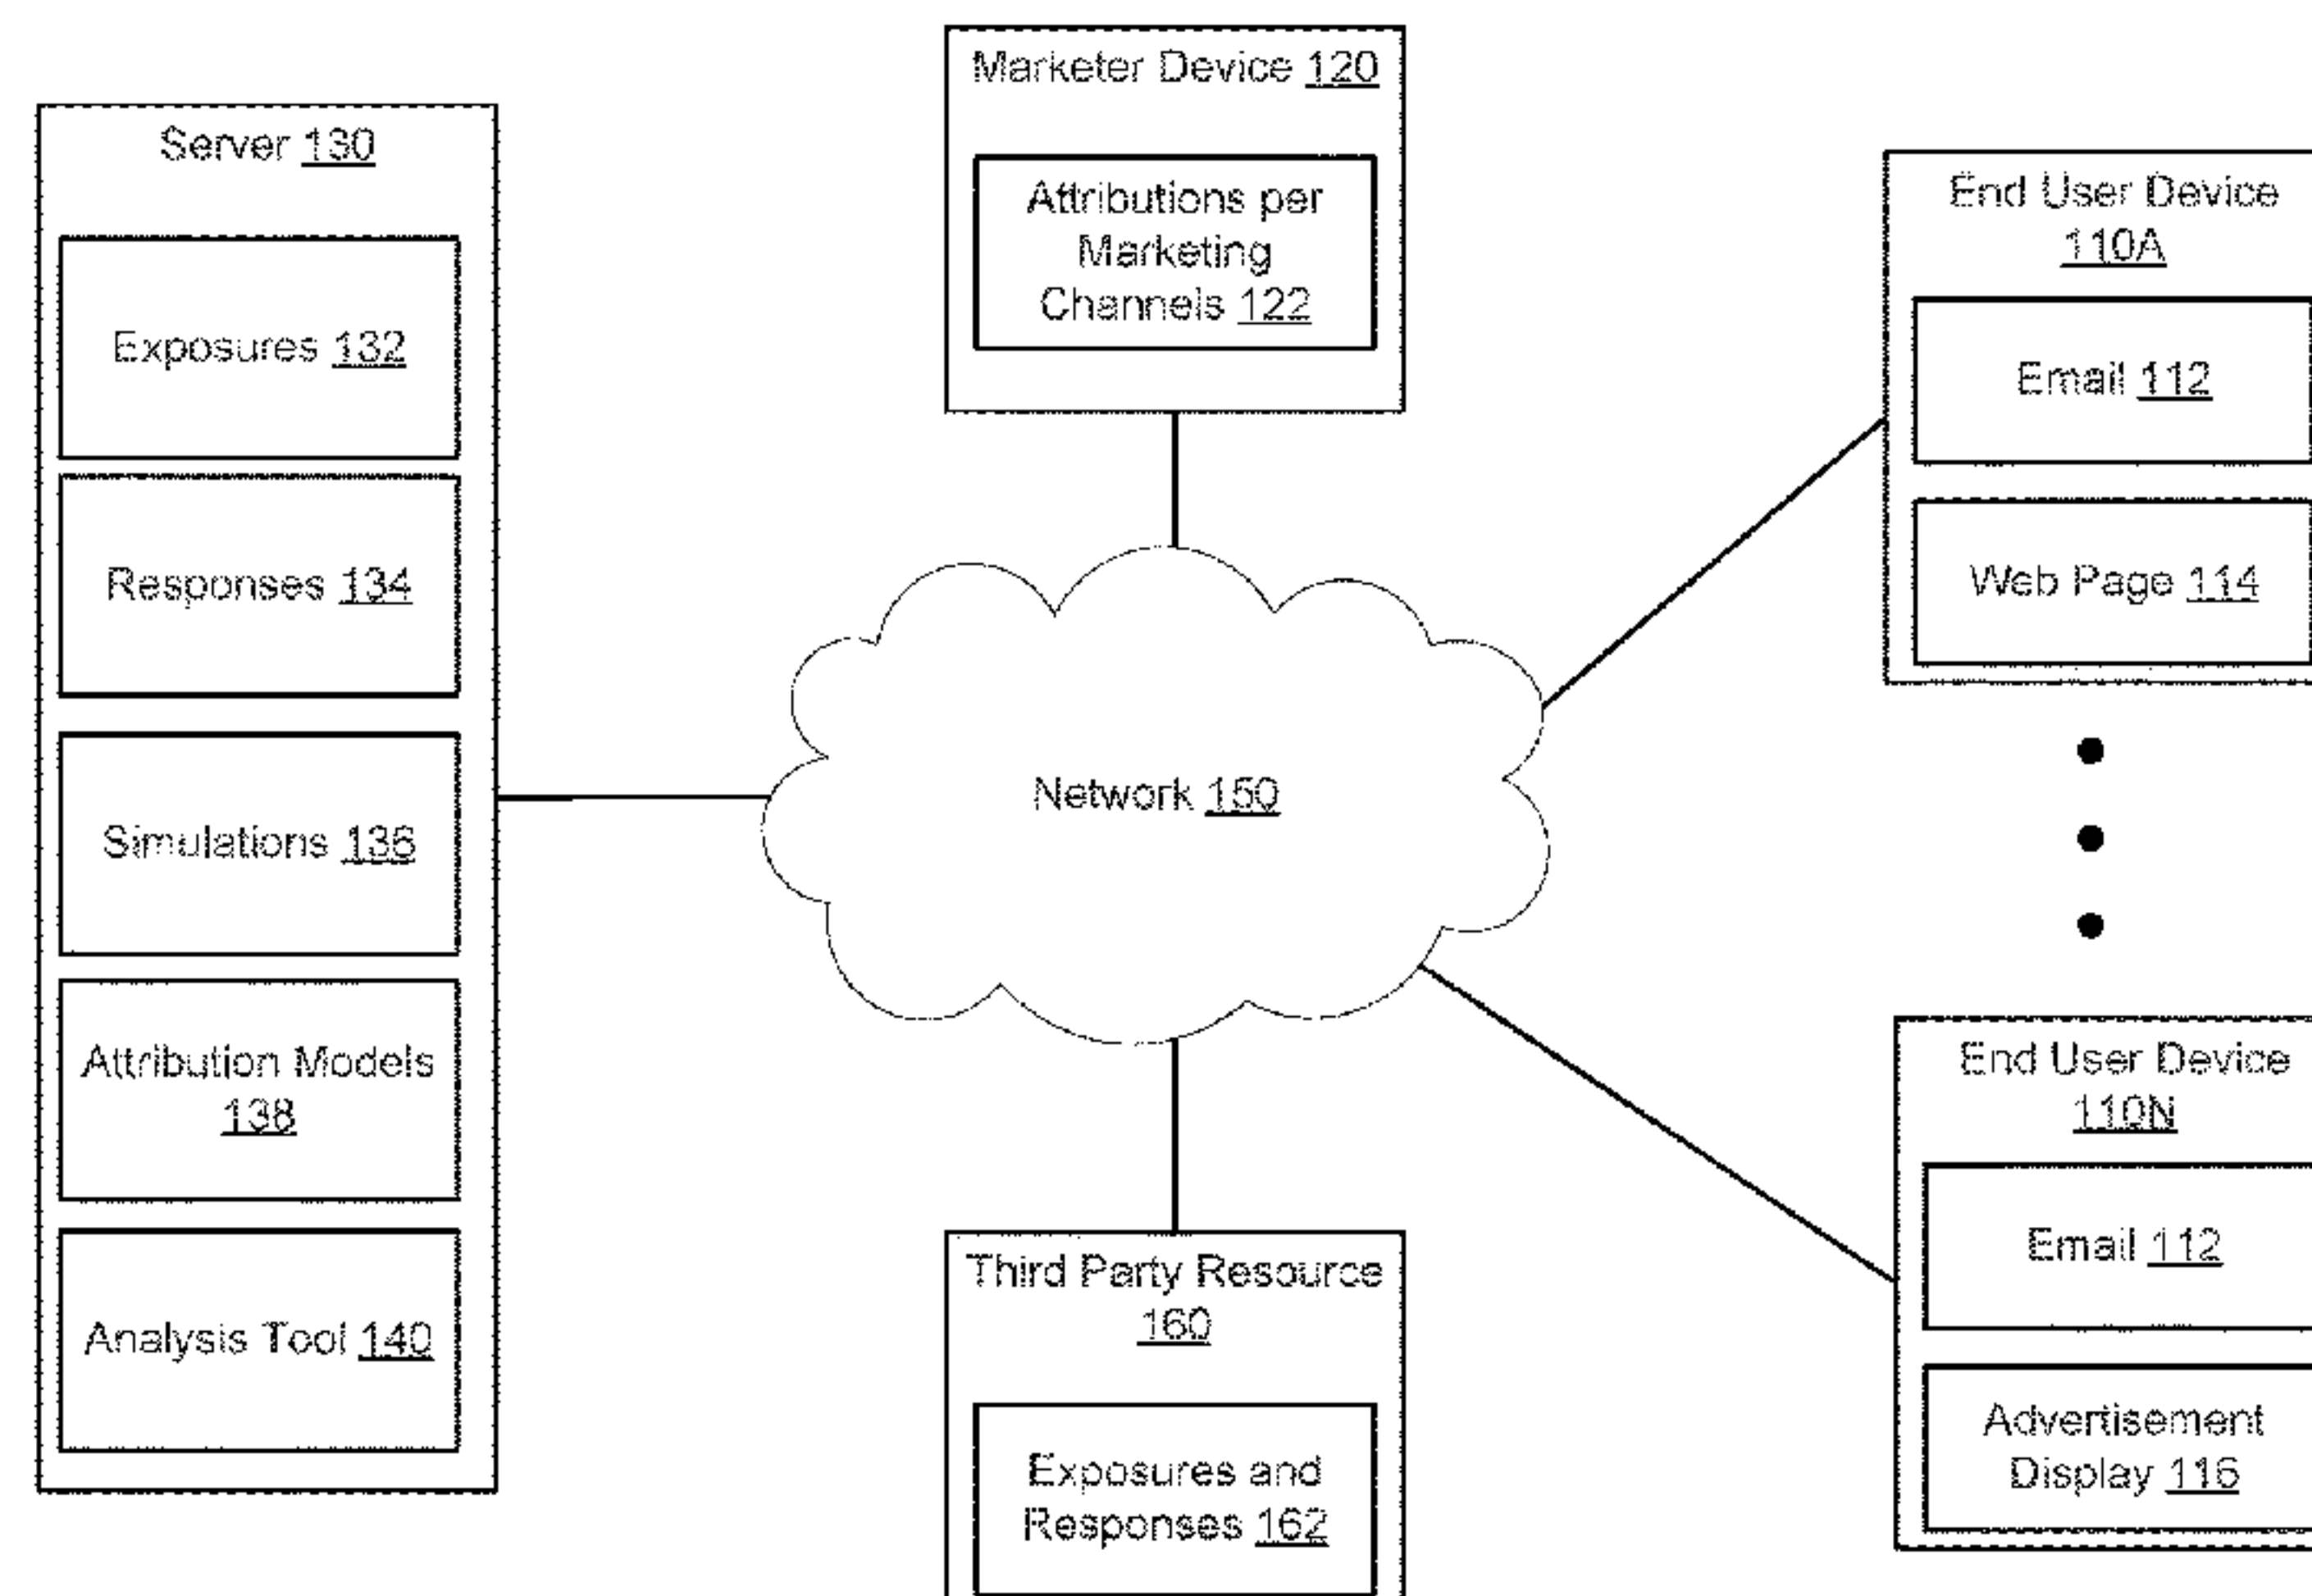 Server 130
Exposures 132
Responses 134
Simulations 136
Attribution Models
138
Analysis Tool 140
Marketer Device 120
Attributions per
Marketing
Channels 122
Network 150
Third Party Resource
160
Exposures and
Responses 162
End User Device
110A
Email 112
Web Page 114
End User Device
110N
Email 112
Advertisement
Display 116